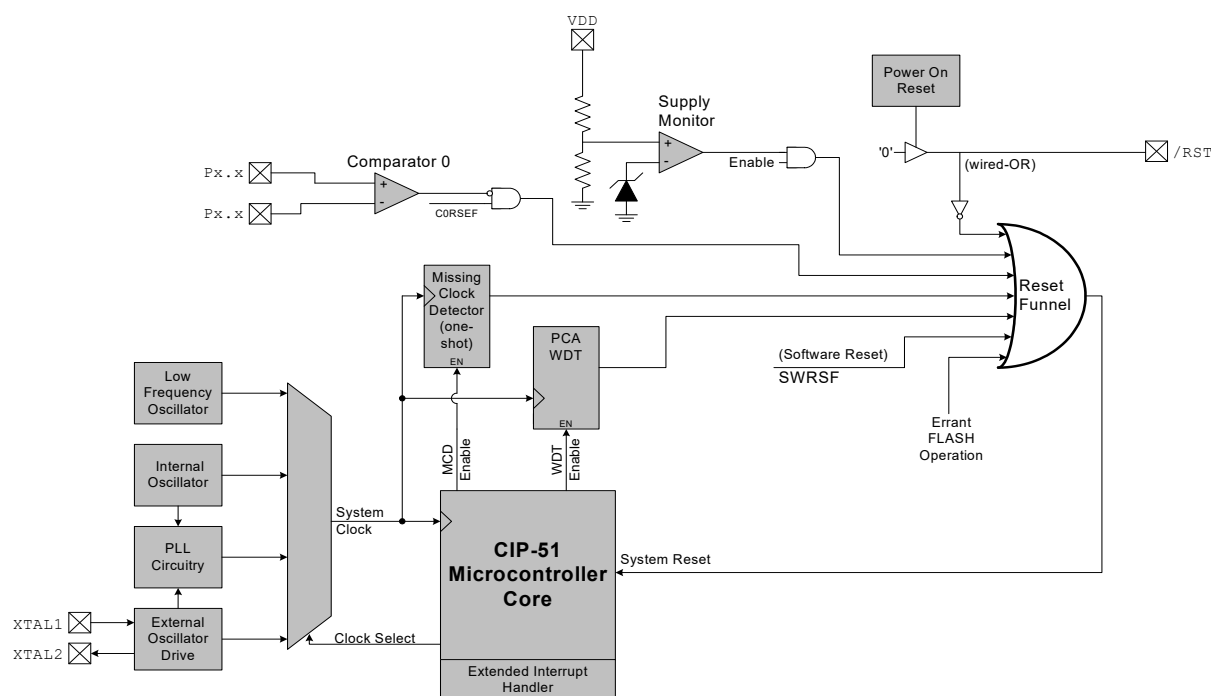 VDD
Power On
Reset
Supply
Monitor
+
-
Enable
'0'
(wired-OR)
/RST
Comparator 0
Px.x
Px.x
+
-
C0RSEF
Missing
Clock
Detector
(one-
shot)
EN
PCA
WDT
EN
Reset
Funnel
(Software Reset)
SWRSF
Errant
FLASH
Operation
Low
Frequency
Oscillator
Internal
Oscillator
PLL
Circuitry
External
Oscillator
Drive
XTAL1
XTAL2
System
Clock
MCD
Enable
WDT
Enable
CIP-51
Microcontroller
Core
System Reset
Clock Select
Extended Interrupt
Handler